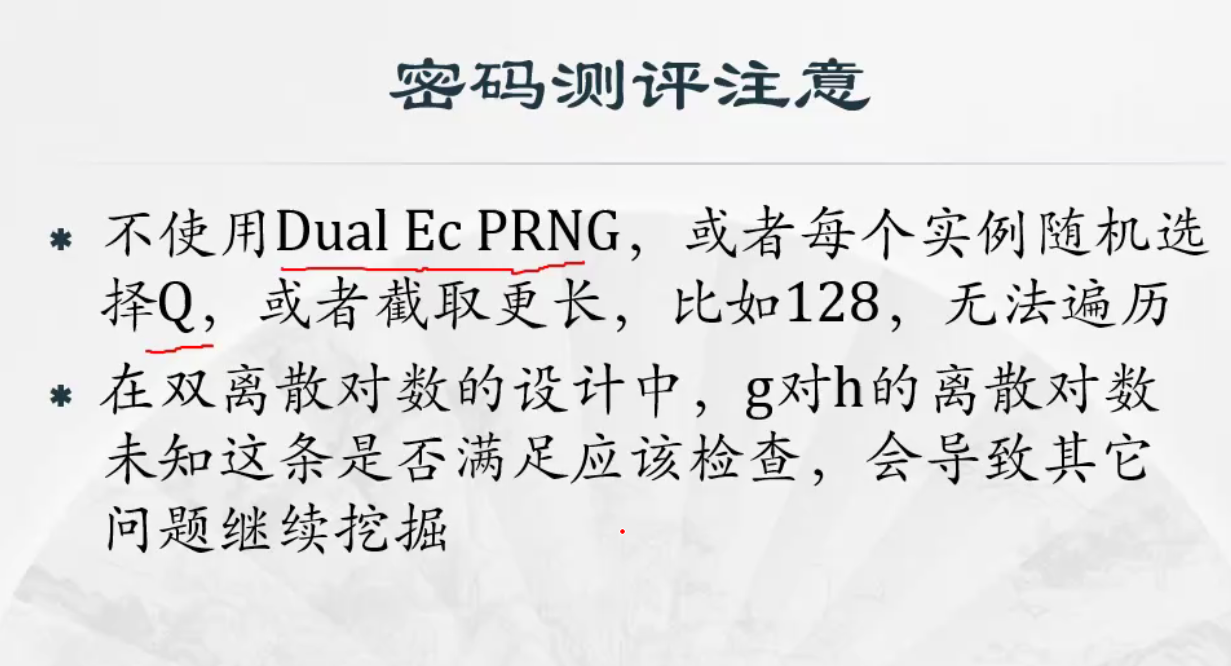 密码测评注意
* 不使用Dual Ec PRNG，或者每个实例随机选
择Q，或者截取更长，比如128，无法遍历
* 在双离散对数的设计中，g对h的离散对数
未知这条是否满足应该检查，会导致其它
问题继续挖掘